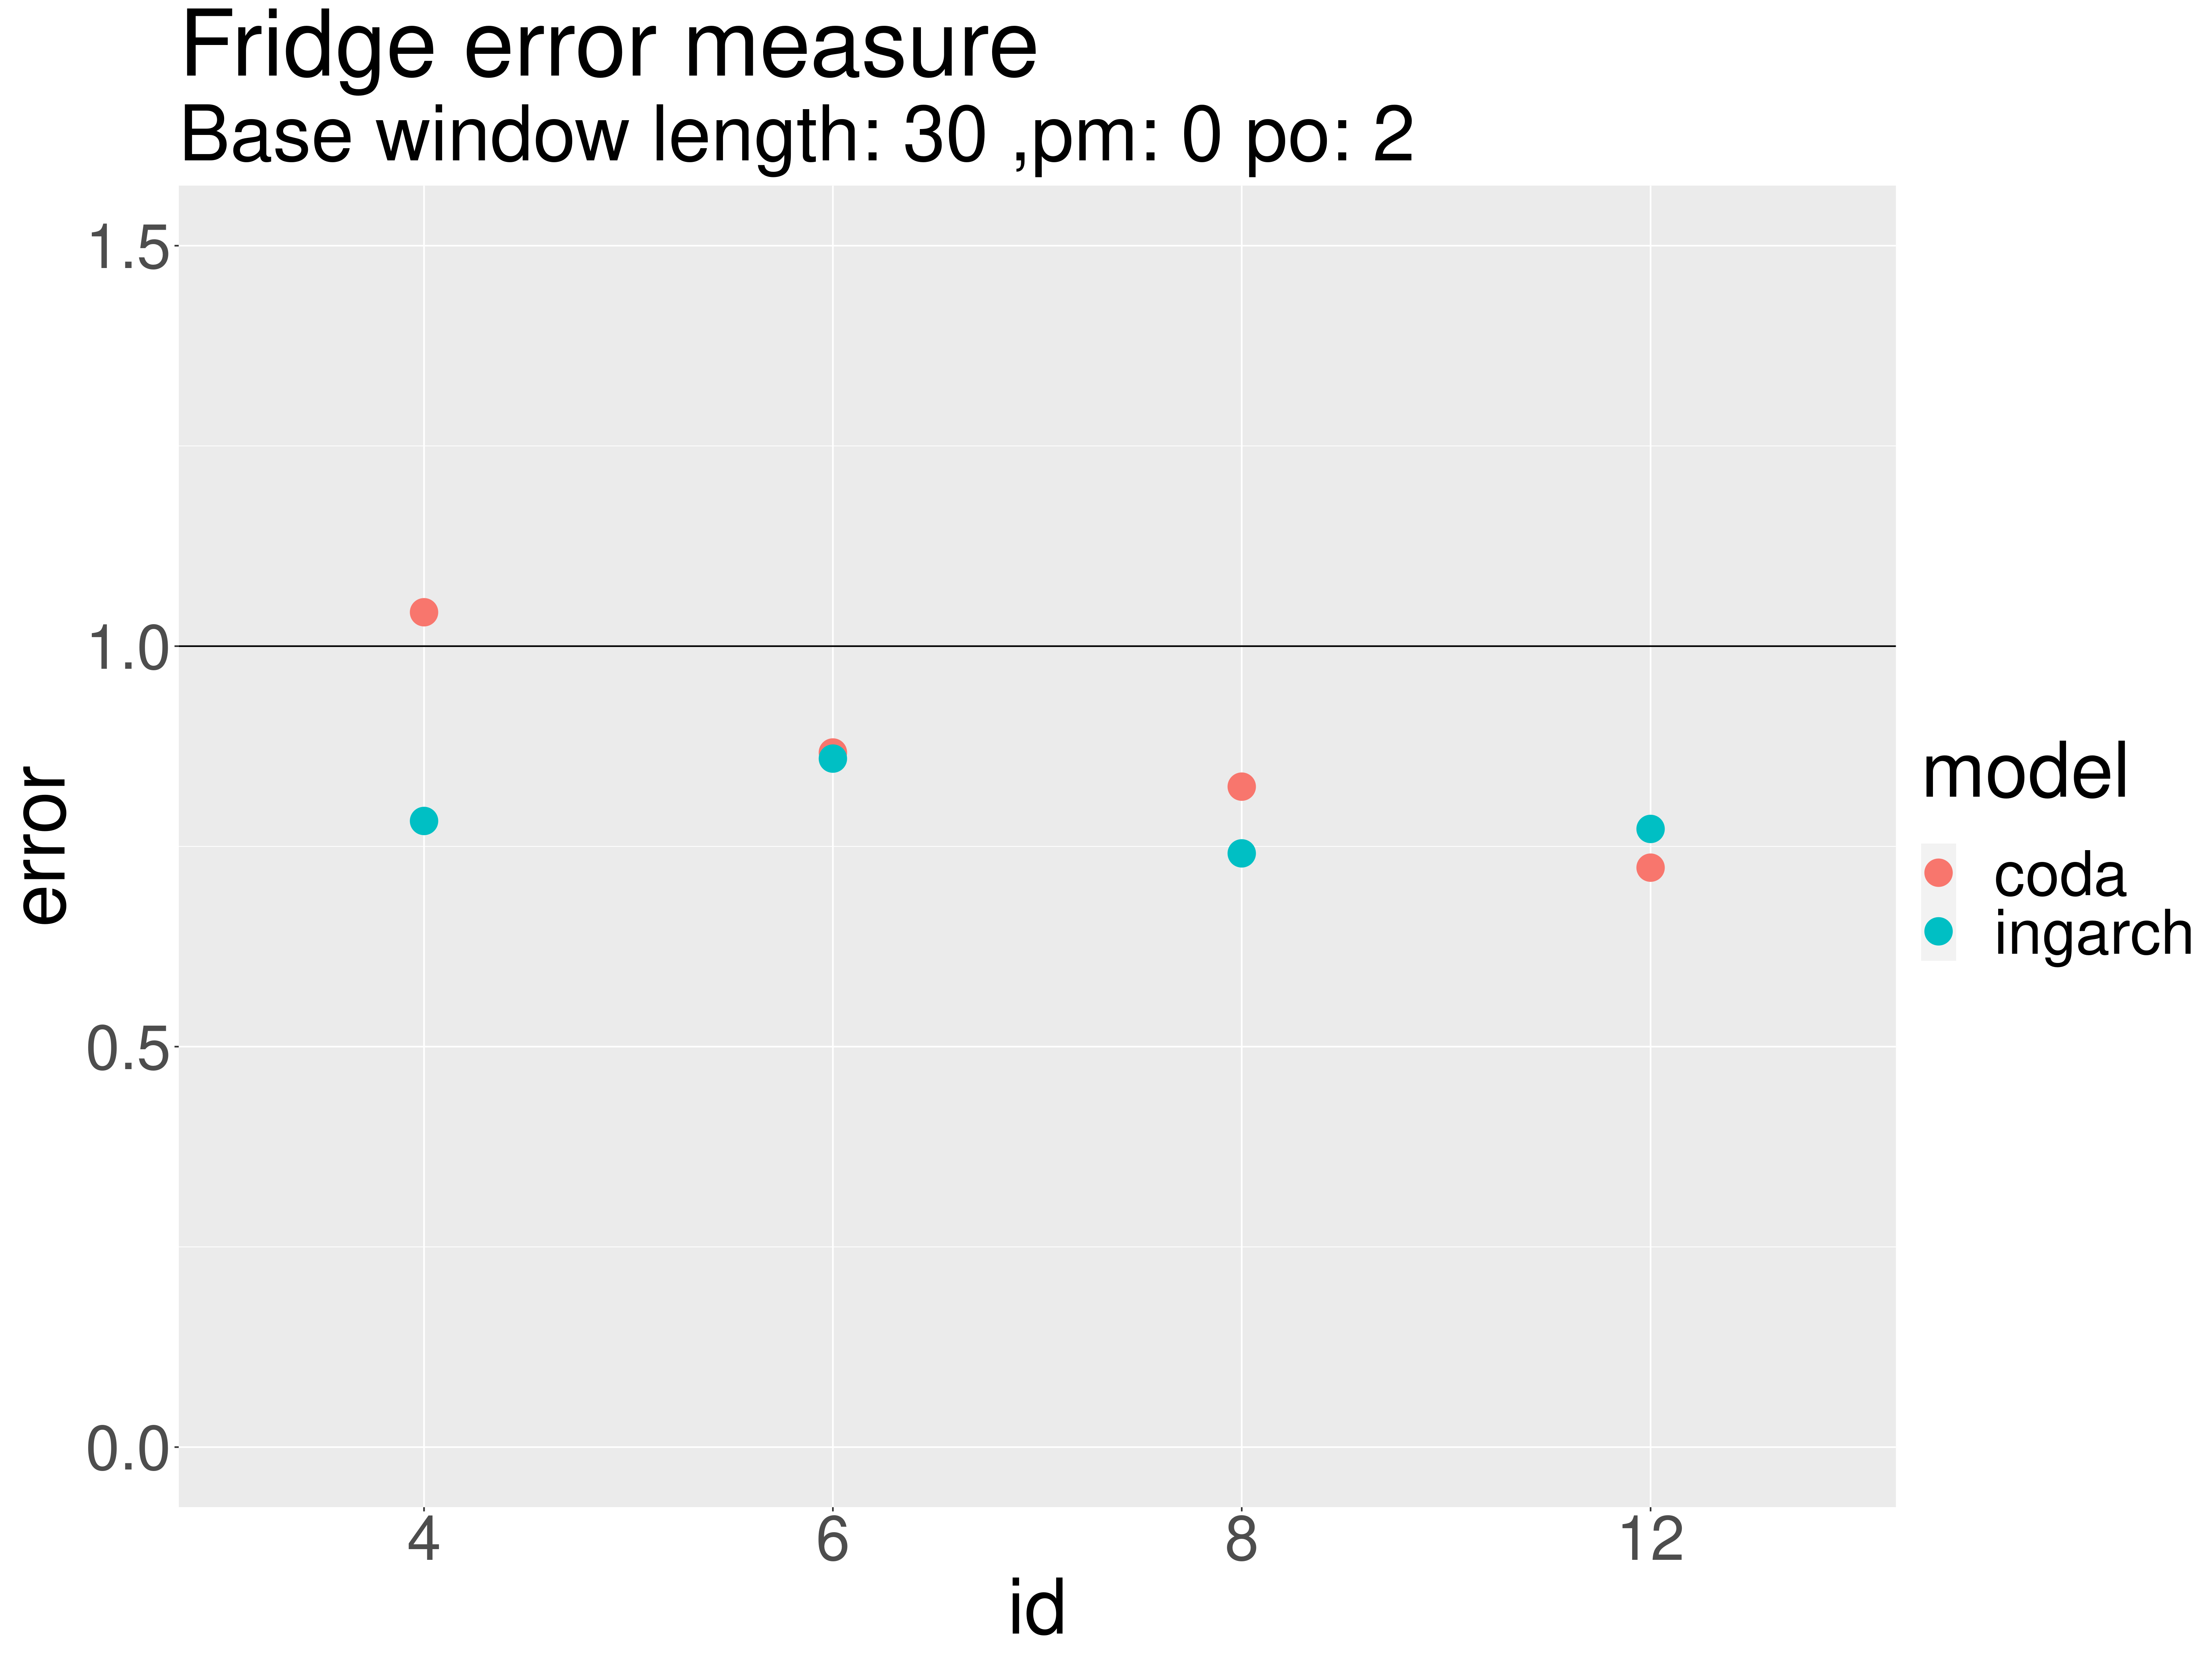 Fridge error measure
Base window length: 30 ,pm: 0 po: 2
1.5
1.0
0.5
0.0
error
4 6 8 12
id
model
coda
ingarch